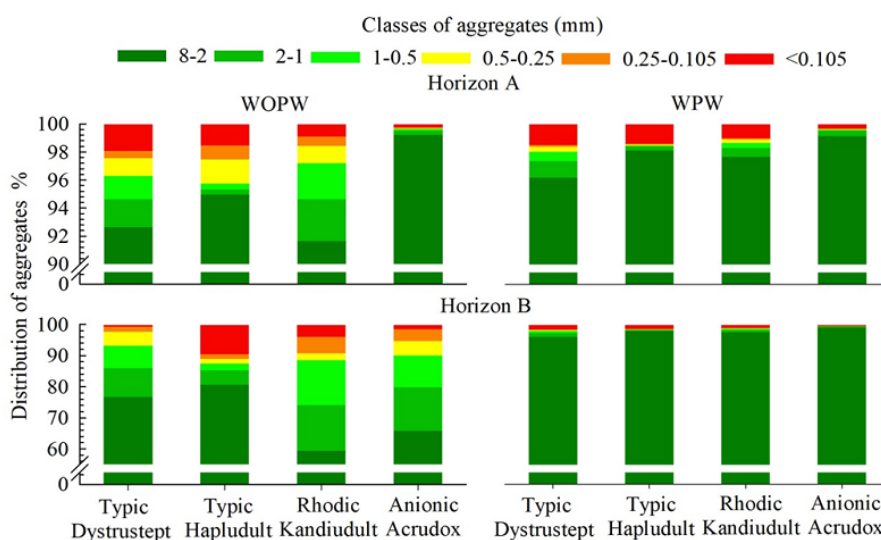 Classes of aggregates (mm)
8-2 2-1 1-0.5 0.5-0.25 0.25-0.105 <0.105
Horizon A
WOPW WPW
Distribution of aggregates %
100
98
96
94
92
90
0
Horizon B
100
90
80
70
60
0
Typic Dystrustept
Typic Hapludult
Rhodic Kandiudult
Anionic Acrudox
Typic Dystrustept
Typic Hapludult
Rhodic Kandiudult
Anionic Acrudox